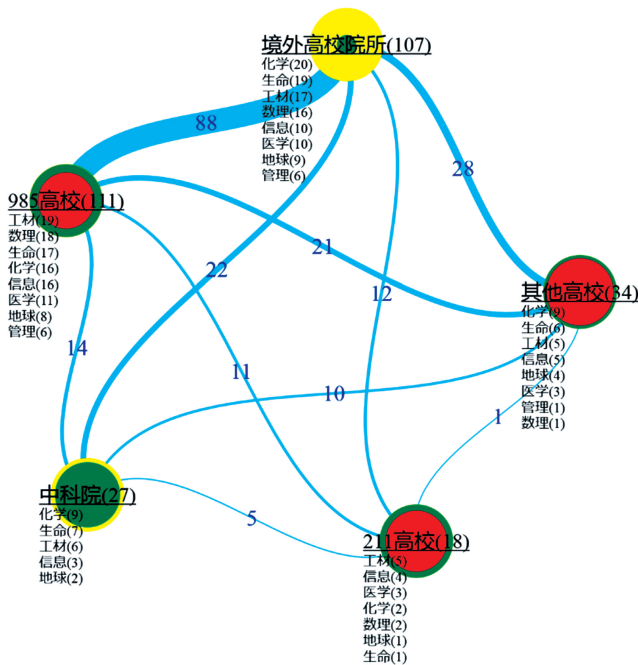 境外高校院所(107)
化学(20)
生命(19)
工材(17)
数理(16)
信息(10)
医学(10)
地球(9)
管理(6)
88
28
985高校(111)
工材(19)
数理(18)
生命(17)
化学(16)
信息(16)
医学(11)
地球(8)
管理(6)
21
22
12
其他高校(34)
化学(9)
生命(6)
工材(5)
信息(5)
地球(4)
医学(3)
管理(1)
数理(1)
14
11
10
1
中科院(27)
化学(9)
生命(7)
工材(6)
信息(3)
地球(2)
5
211高校(18)
工材(5)
信息(4)
医学(3)
化学(2)
数理(2)
地球(1)
生命(1)